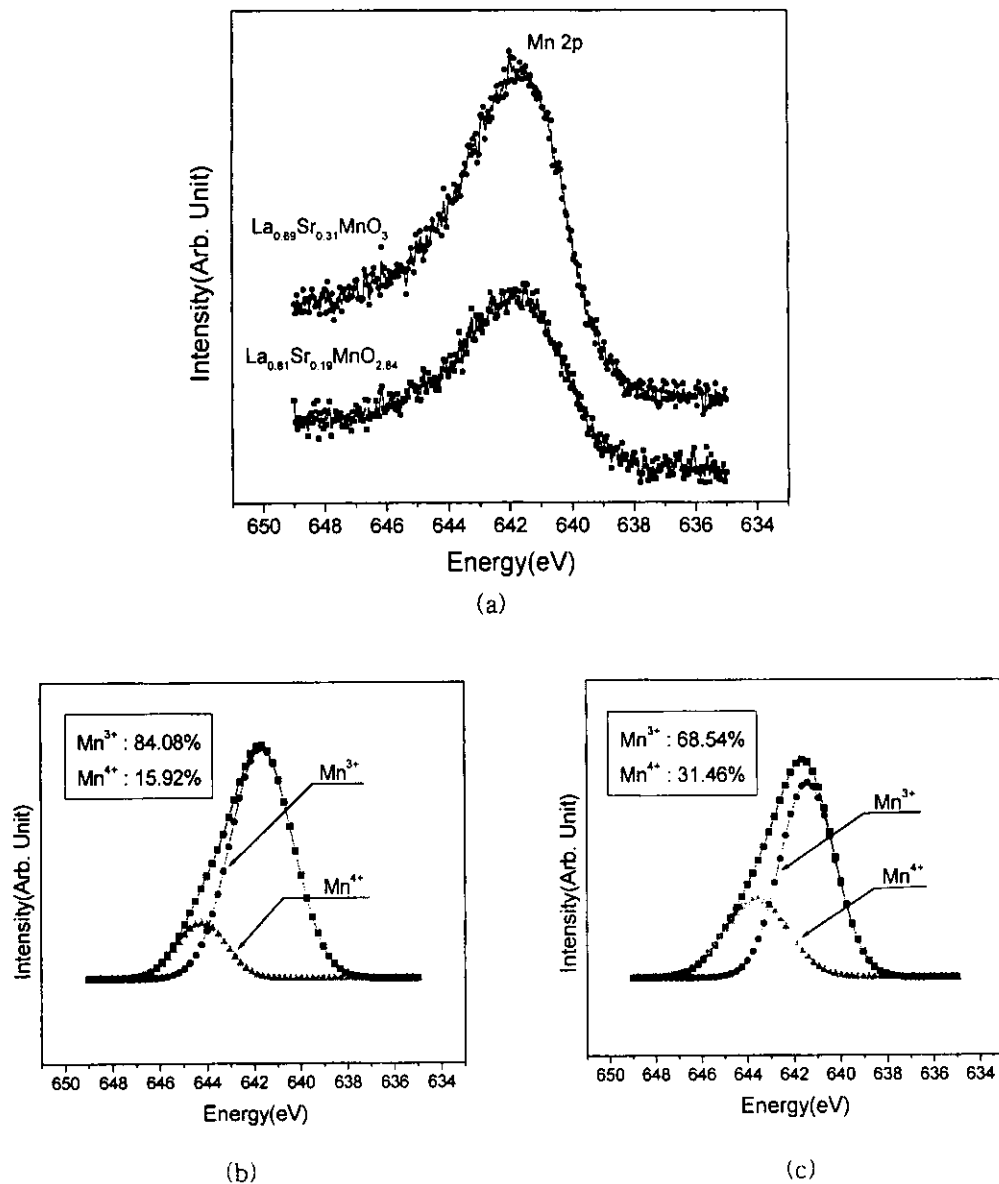 Mn 2p
La₀.₈₉Sr₀.₃₁MnO₃
La₀.₈₁Sr₀.₁₉MnO₂.₈₄
Intensity(Arb. Unit)
650 648 646 644 642 640 638 636 634
Energy(eV)
(a)
Mn³⁺ : 84.08%
Mn⁴⁺ : 15.92%
Mn³⁺
Mn⁴⁺
Intensity(Arb. Unit)
650 648 646 644 642 640 638 636 634
Energy(eV)
(b)
Mn³⁺ : 68.54%
Mn⁴⁺ : 31.46%
Mn³⁺
Mn⁴⁺
Intensity(Arb. Unit)
650 648 646 644 642 640 638 636 634
Energy(eV)
(c)